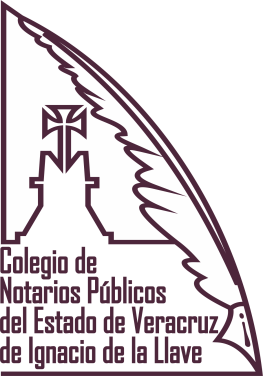 Colegio de
Notarios Públicos
del Estado de Veracruz
de Ignacio de la Llave